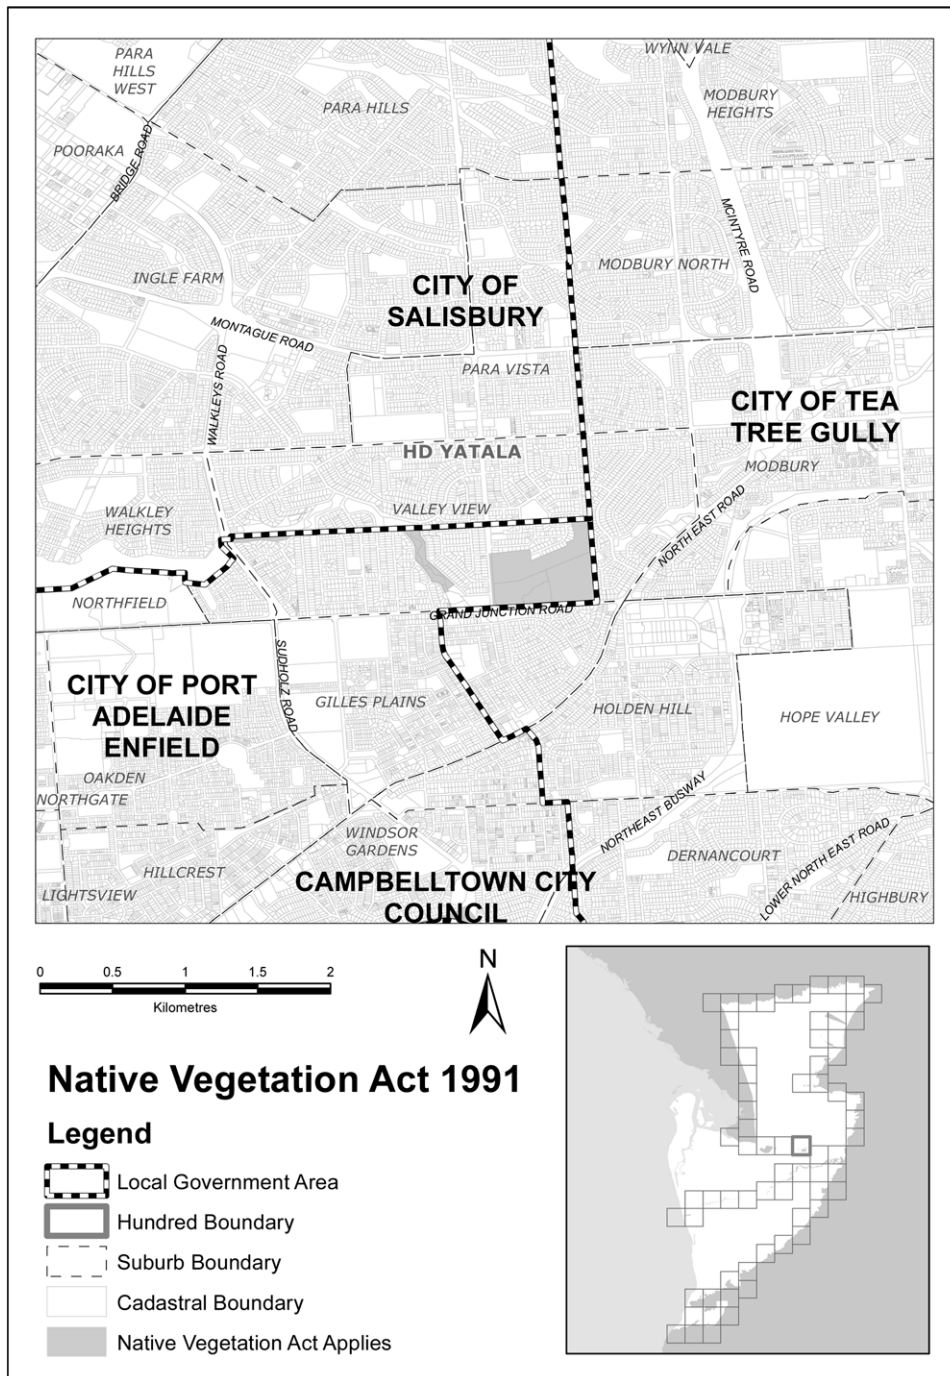 WYNN VALE
PARA
HILLS
WEST
MODBURY
HEIGHTS
PARA HILLS
POORAKA
BRIDGE ROAD
MCINTYRE ROAD
MODBURY NORTH
INGLE FARM
CITY OF
SALISBURY
MONTAGUE ROAD
WALKLEYS ROAD
PARA VISTA
CITY OF TEA
TREE GULLY
HD YATALA
MODBURY
NORTH EAST ROAD
WALKLEY
HEIGHTS
VALLEY VIEW
NORTHFIELD
GRAND JUNCTION ROAD
SUDHOLZ ROAD
CITY OF PORT
ADELAIDE
ENFIELD
GILLES PLAINS
HOLDEN HILL
HOPE VALLEY
OAKDEN
NORTHGATE
NORTHEAST BUSWAY
WINDSOR
GARDENS
DERNANCOURT
LOWER NORTH EAST ROAD
HILLCREST
LIGHTSVIEW
CAMPBELLTOWN CITY
COUNCIL
HIGHBURY
0 0.5 1 1.5 2
Kilometres
N
Native Vegetation Act 1991
Legend
Local Government Area
Hundred Boundary
Suburb Boundary
Cadastral Boundary
Native Vegetation Act Applies